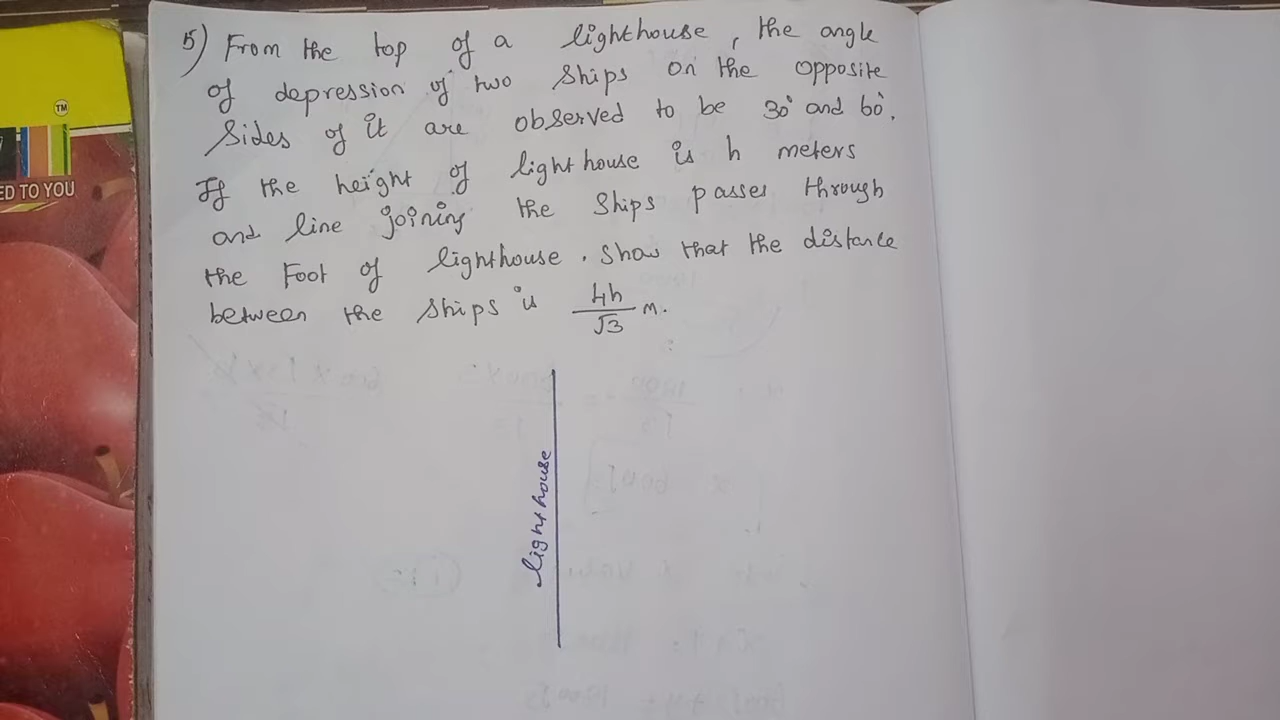 5) From the top of a lighthouse, the angle
of depression of two ships on the opposite
sides of it are observed to be 30° and 60°.
If the height of light house is h meters
and line joining the ships passes through
the Foot of lighthouse. Show that the distance
between the ships is 4h/√3 m.
lighthouse
TM
ED TO YOU